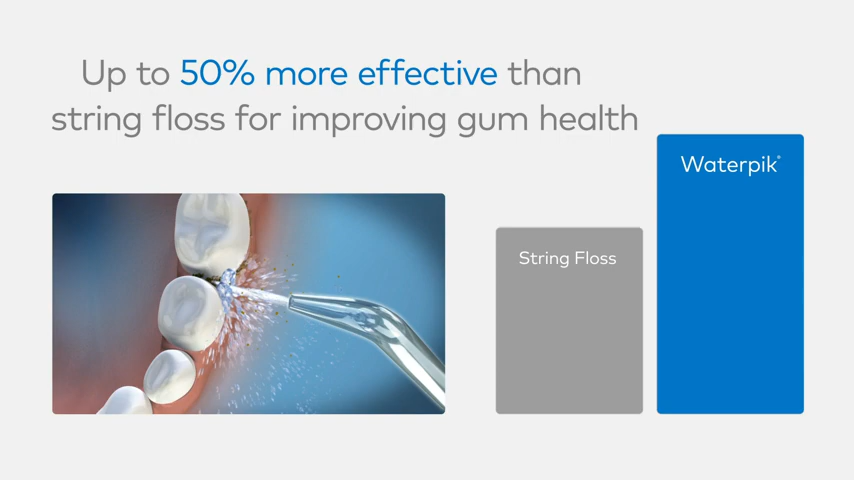 Up to 50% more effective than
string floss for improving gum health
Waterpik®
String Floss